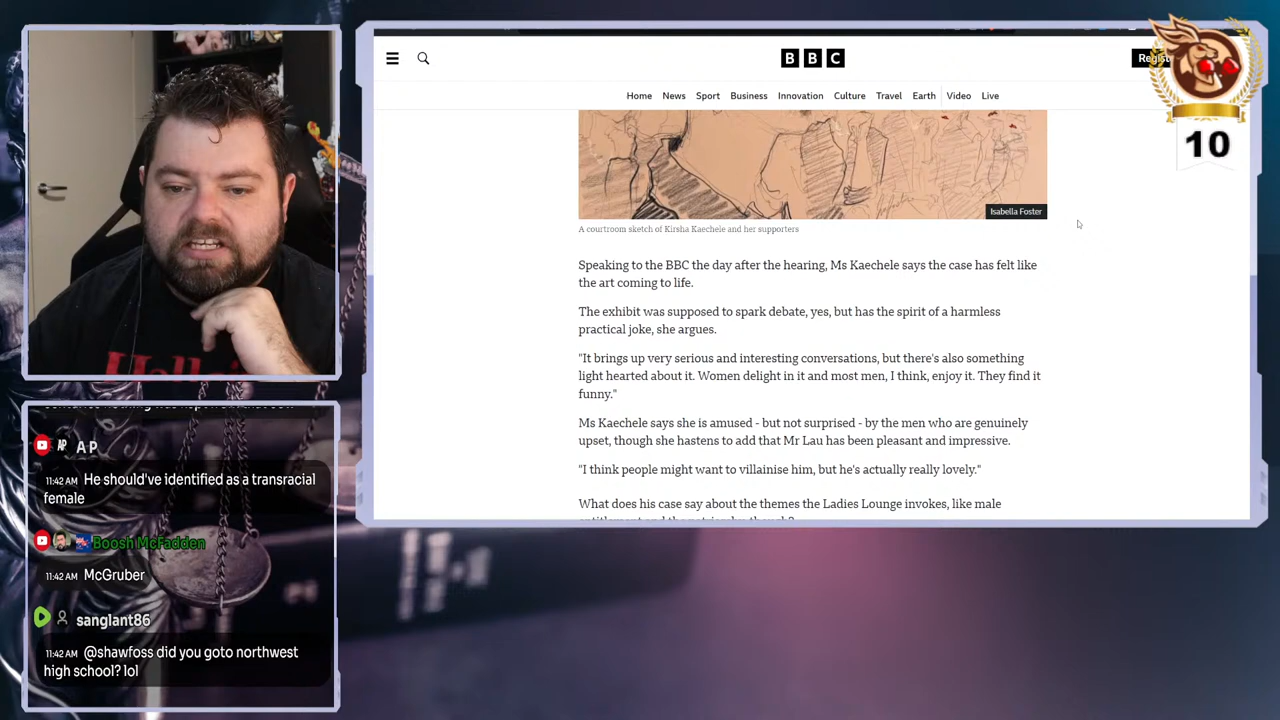 BBC
Home News Sport Business Innovation Culture Travel Earth Video Live
10
Isabella Foster
A courtroom sketch of Kirsha Kaechele and her supporters
Speaking to the BBC the day after the hearing, Ms Kaechele says the case has felt like
the art coming to life.
The exhibit was supposed to spark debate, yes, but has the spirit of a harmless
practical joke, she argues.
"It brings up very serious and interesting conversations, but there's also something
light hearted about it. Women delight in it and most men, I think, enjoy it. They find it
funny."
Ms Kaechele says she is amused - but not surprised - by the men who are genuinely
upset, though she hastens to add that Mr Lau has been pleasant and impressive.
"I think people might want to villainise him, but he's actually really lovely."
What does his case say about the themes the Ladies Lounge invokes, like male
AP A P
11:42 AM He should've identified as a transracial
female
Boosh McFadden
11:42 AM McGruber
sanglant86
11:42 AM @shawfoss did you goto northwest
high school? lol